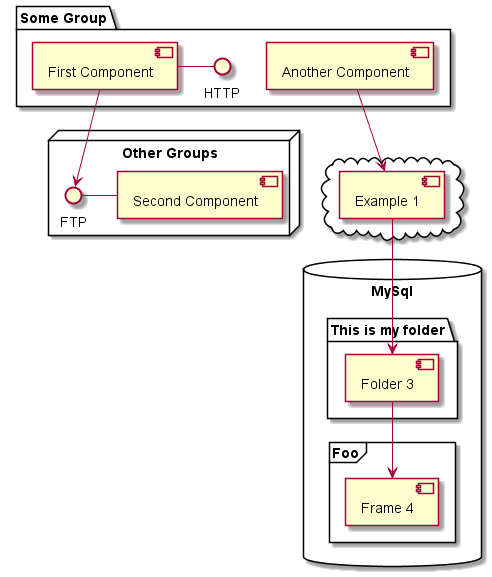 Some Group
First Component
HTTP
Another Component
Other Groups
FTP
Second Component
Example 1
MySql
This is my folder
Folder 3
Foo
Frame 4